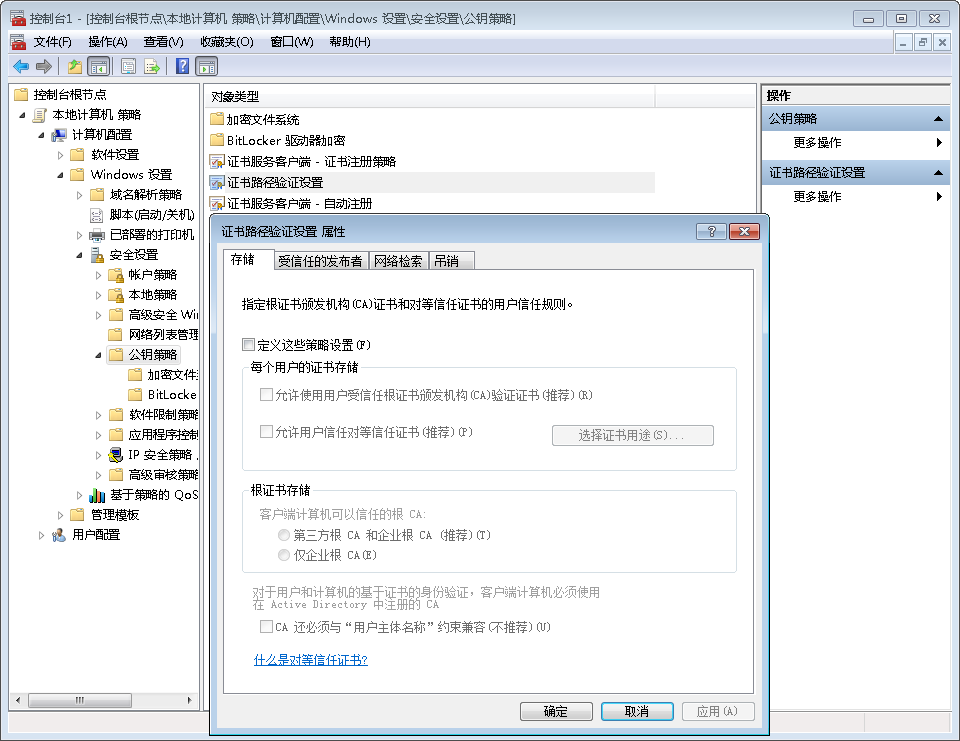 控制台1 - [控制台根节点\本地计算机 策略\计算机配置\Windows 设置\安全设置\公钥策略]
文件(F) 操作(A) 查看(V) 收藏夹(O) 窗口(W) 帮助(H)
控制台根节点
本地计算机 策略
计算机配置
软件设置
Windows 设置
域名解析策略
脚本(启动/关机)
已部署的打印机
安全设置
帐户策略
本地策略
高级安全 Win
网络列表管理
公钥策略
加密文件系
BitLocke
软件限制策略
应用程序控制
IP 安全策略
高级审核策略
基于策略的 QoS
管理模板
用户配置
对象类型
加密文件系统
BitLocker 驱动器加密
证书服务客户端 - 证书注册策略
证书路径验证设置
证书服务客户端 - 自动注册
操作
公钥策略
更多操作
证书路径验证设置
更多操作
证书路径验证设置 属性
存储 受信任的发布者 网络检索 吊销
指定根证书颁发机构(CA)证书和对等信任证书的用户信任规则。
定义这些策略设置(F)
每个用户的证书存储
允许使用用户受信任根证书颁发机构(CA)验证证书(推荐)(R)
允许用户信任对等信任证书(推荐)(P)
选择证书用途(S)...
根证书存储
客户端计算机可以信任的根 CA:
第三方根 CA 和企业根 CA (推荐)(T)
仅企业根 CA(E)
对于用户和计算机的基于证书的身份验证，客户端计算机必须使用
在 Active Directory 中注册的 CA
CA 还必须与“用户主体名称”约束兼容(不推荐)(U)
什么是对等信任证书?
确定 取消 应用(A)